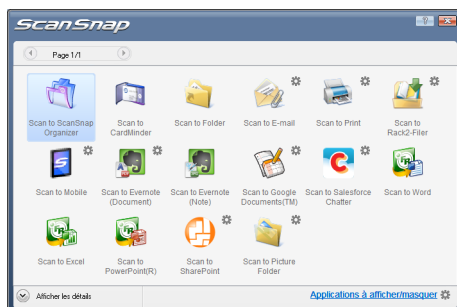 ScanSnap
Page 1/1
Scan to ScanSnap
Organizer
Scan to
CardMinder
Scan to Folder
Scan to E-mail
Scan to Print
Scan to
Rack2-Filer
Scan to Mobile
Scan to Evernote
(Document)
Scan to Evernote
(Note)
Scan to Google
Documents(TM)
Scan to Salesforce
Chatter
Scan to Word
Scan to Excel
Scan to
PowerPoint(R)
Scan to
SharePoint
Scan to Picture
Folder
Afficher les détails
Applications à afficher/masquer